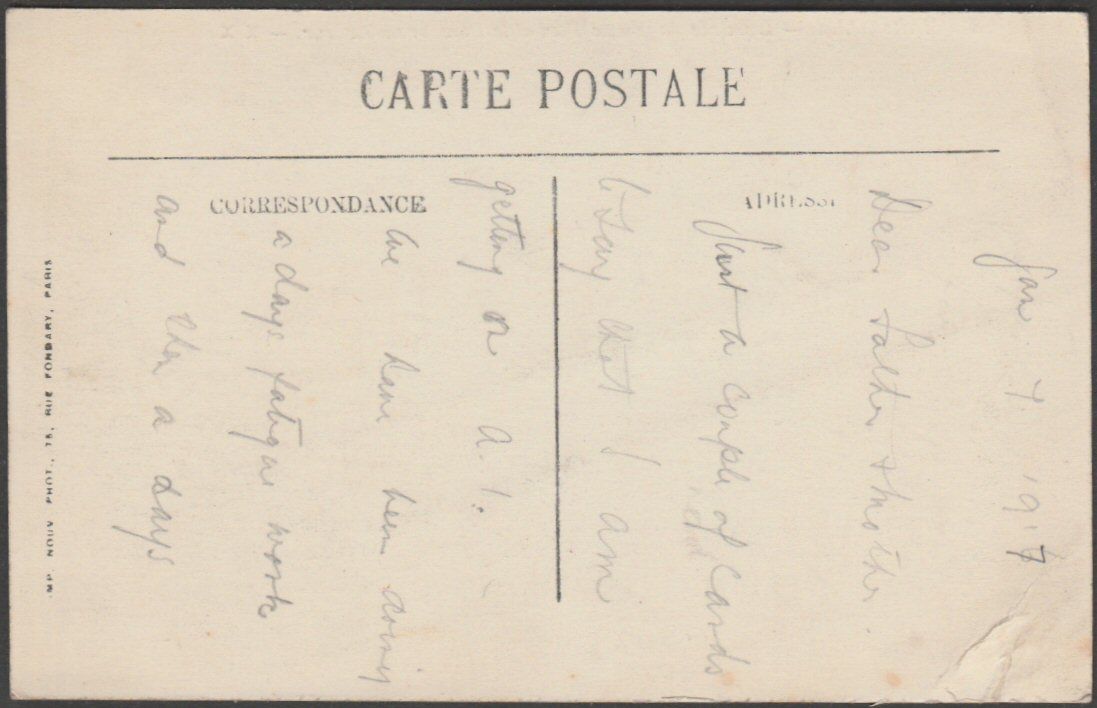 CARTE POSTALE
CORRESPONDANCE
ADRESSE
IMP. NOUV. PHOT., 75, RUE FONDARY, PARIS
Jan 7. 1917
Dear Father & Mother.
Just a couple of cards
to say that I am
getting on A.1.
We have been doing
a days fatigue work
and then a days